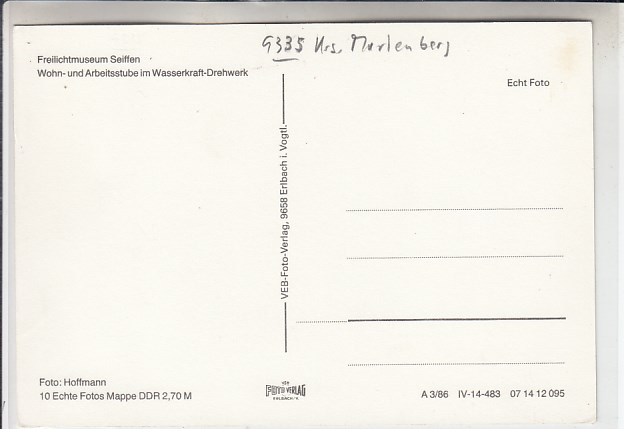 9335 Krs. Marienberg
Freilichtmuseum Seiffen
Wohn- und Arbeitsstube im Wasserkraft-Drehwerk
Echt Foto
VEB-Foto-Verlag, 9658 Erlbach i. Vogtl.
Foto: Hoffmann
10 Echte Fotos Mappe DDR 2,70 M
VEB
FOTO VERLAG
ERLBACH/V.
A 3/86 IV-14-483 07 14 12 095